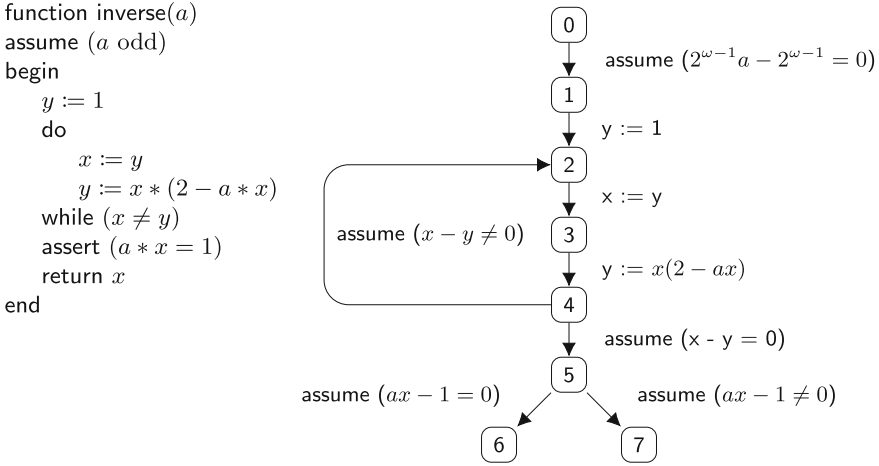 function inverse(a)
assume (a odd)
begin
y := 1
do
x := y
y := x ∗ (2 − a ∗ x)
while (x ≠ y)
assert (a ∗ x = 1)
return x
end
0
assume (2^{ω−1}a − 2^{ω−1} = 0)
1
y := 1
2
x := y
assume (x − y ≠ 0)
3
y := x(2 − ax)
4
assume (x - y = 0)
5
assume (ax − 1 = 0)
assume (ax − 1 ≠ 0)
6
7